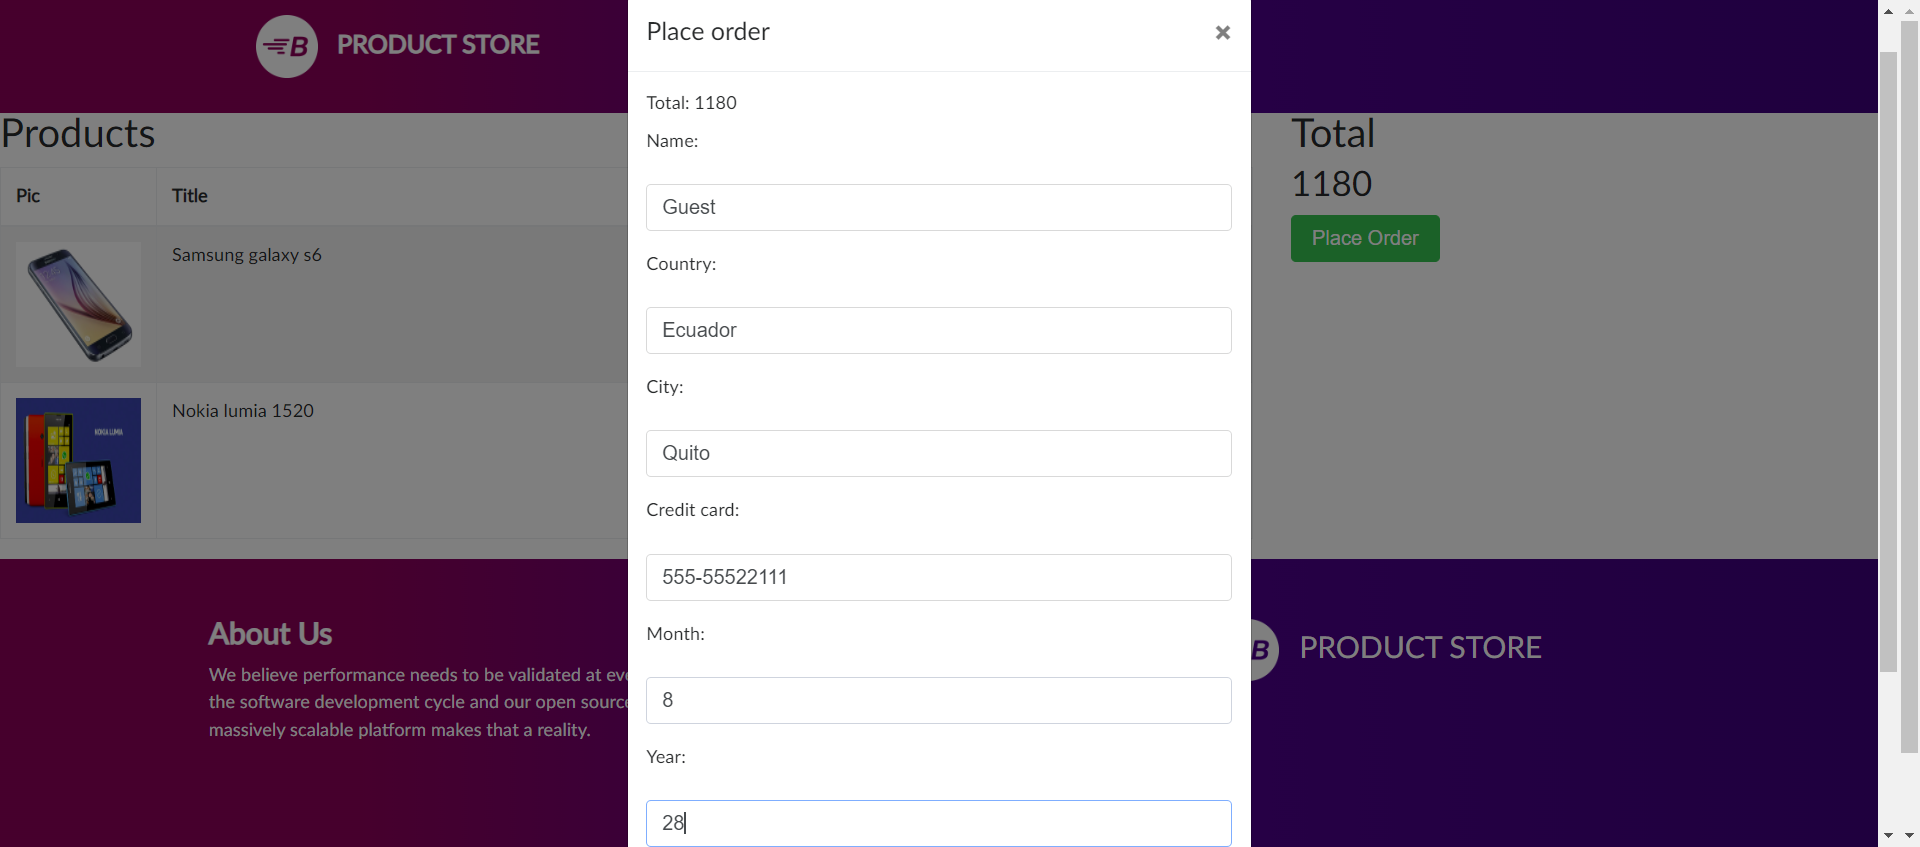 B PRODUCT STORE
Place order
×
Total: 1180
Name:
Guest
Country:
Ecuador
City:
Quito
Credit card:
555-55522111
Month:
8
Year:
28
Products
Pic
Title
Samsung galaxy s6
NOKIA LUMIA
Nokia lumia 1520
Total
1180
Place Order
About Us
We believe performance needs to be validated at eve
the software development cycle and our open source
massively scalable platform makes that a reality.
B PRODUCT STORE